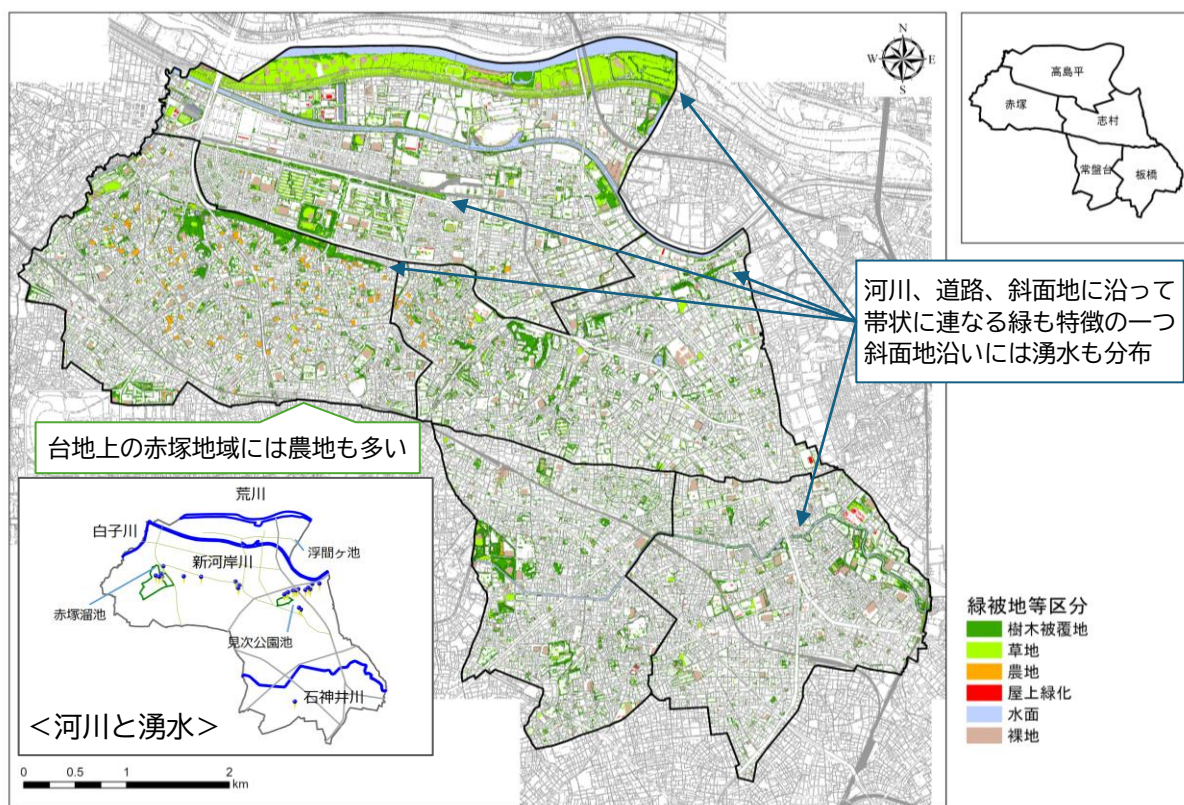 N
W
E
S
高島平
赤塚
志村
常盤台
板橋
河川、道路、斜面地に沿って
帯状に連なる緑も特徴の一つ
斜面地沿いには湧水も分布
台地上の赤塚地域には農地も多い
荒川
白子川
浮間ヶ池
新河岸川
赤塚溜池
見次公園池
石神井川
<河川と湧水>
0 0.5 1 2
km
緑被地等区分
樹木被覆地
草地
農地
屋上緑化
水面
裸地